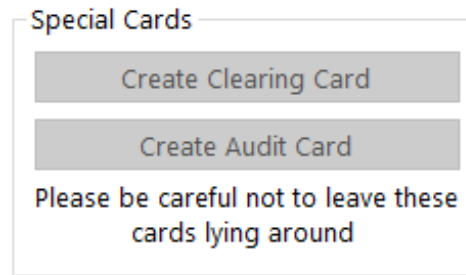 Special Cards
Create Clearing Card
Create Audit Card
Please be careful not to leave these
cards lying around